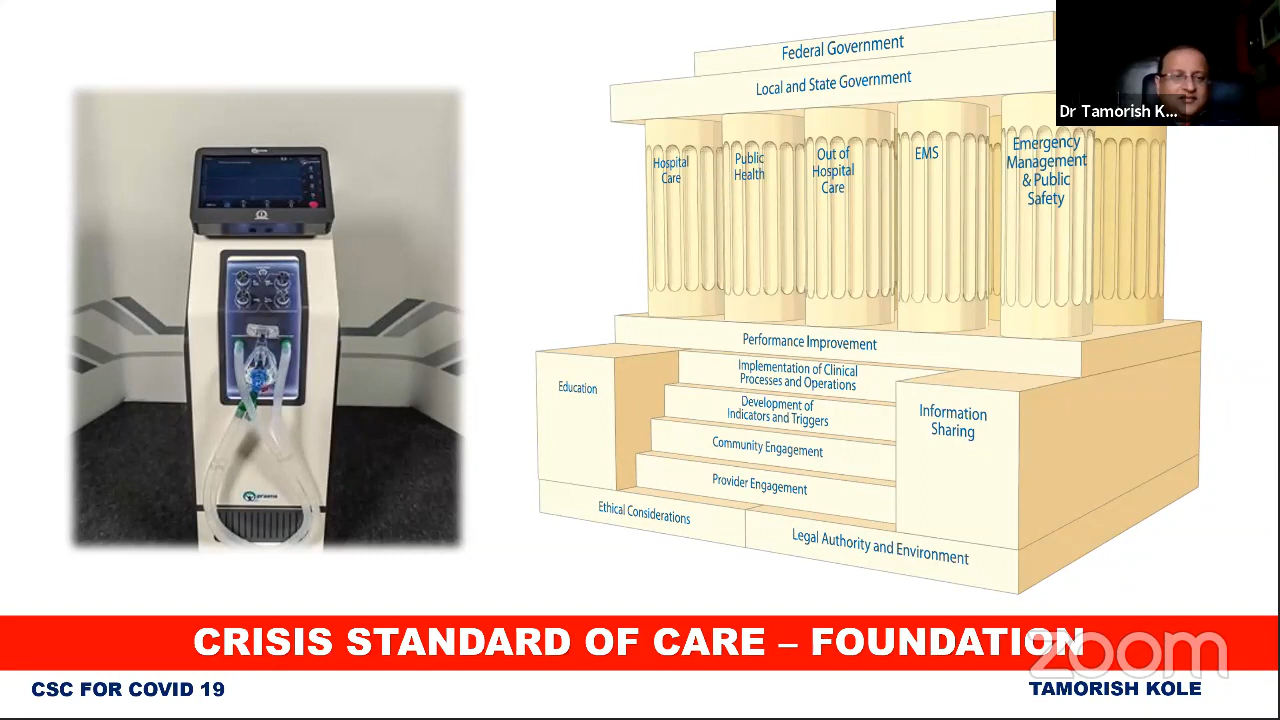 Federal Government
Local and State Government
Dr Tamorish K...
Hospital
Care
Public
Health
Out of
Hospital
Care
EMS
Emergency
Management
& Public
Safety
Performance Improvement
Implementation of Clinical
Processes and Operations
Development of
Indicators and Triggers
Community Engagement
Provider Engagement
Education
Information
Sharing
Ethical Considerations
Legal Authority and Environment
CRISIS STANDARD OF CARE – FOUNDATION
zoom
CSC FOR COVID 19
TAMORISH KOLE